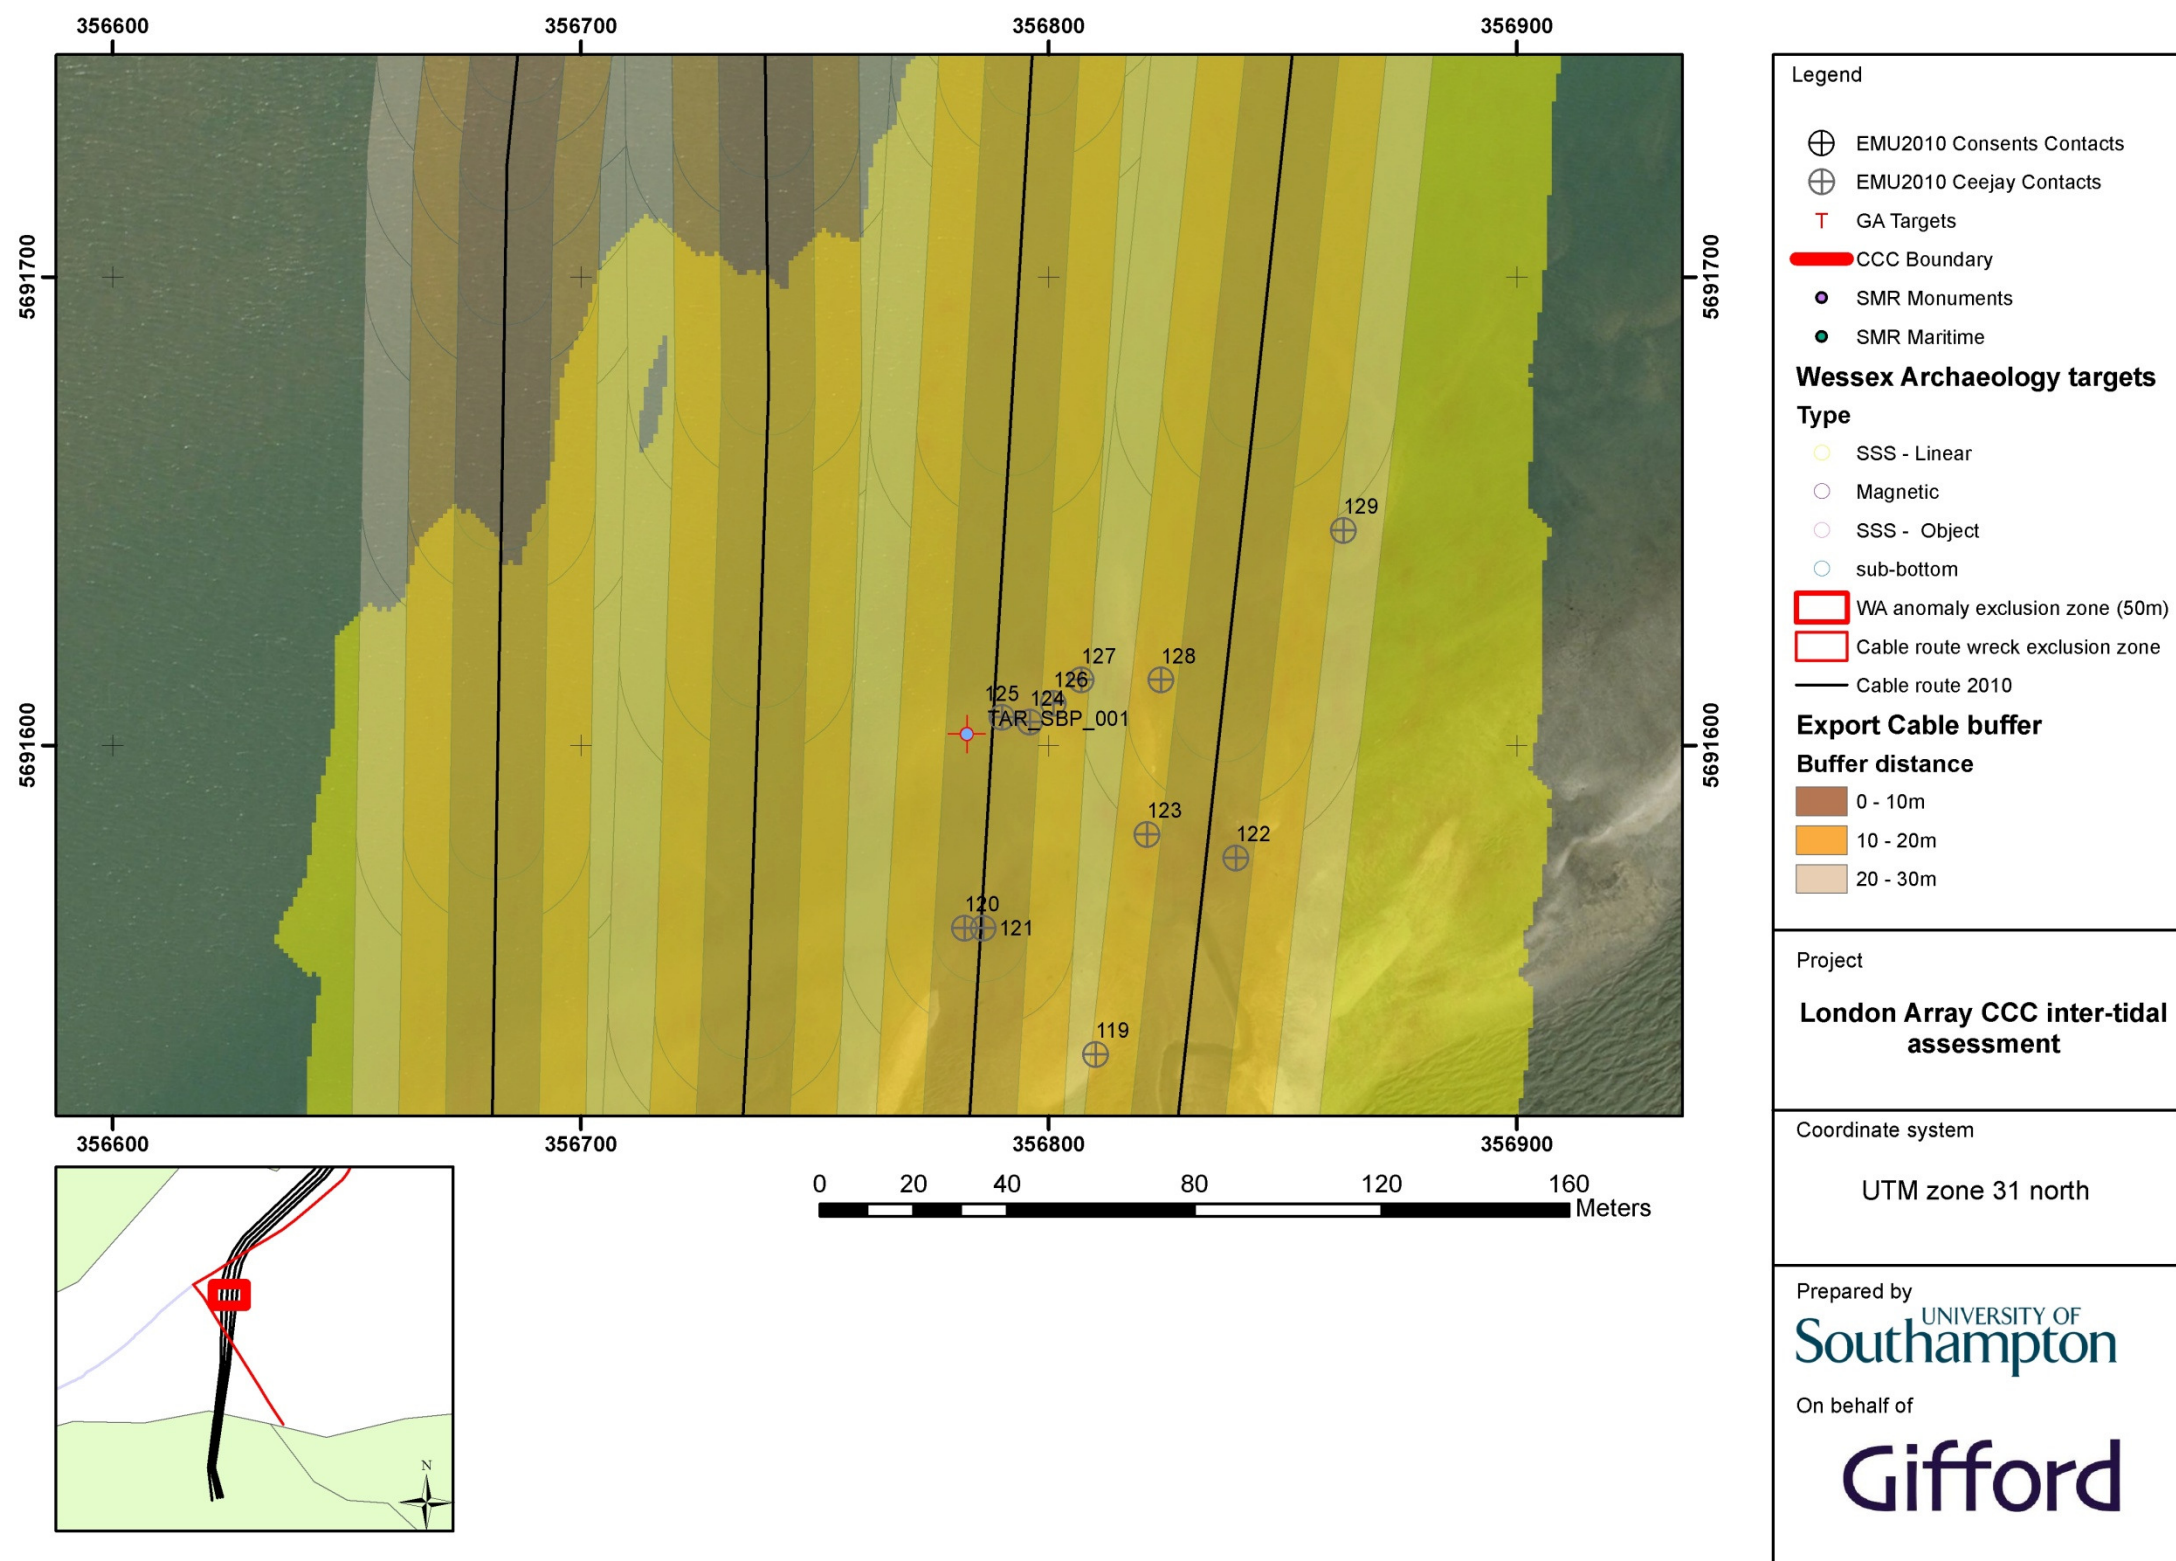 356600 356700 356800 356900
5691700 5691700
129
127 128
126
125 124
TAR_SBP_001
5691600 5691600
123
122
120
121
119
356600 356700 356800 356900
0 20 40 80 120 160
Meters
N
Legend
EMU2010 Consents Contacts
EMU2010 Ceejay Contacts
T GA Targets
CCC Boundary
SMR Monuments
SMR Maritime
Wessex Archaeology targets
Type
SSS - Linear
Magnetic
SSS - Object
sub-bottom
WA anomaly exclusion zone (50m)
Cable route wreck exclusion zone
Cable route 2010
Export Cable buffer
Buffer distance
0 - 10m
10 - 20m
20 - 30m
Project
London Array CCC inter-tidal
assessment
Coordinate system
UTM zone 31 north
Prepared by
UNIVERSITY OF
Southampton
On behalf of
Gifford